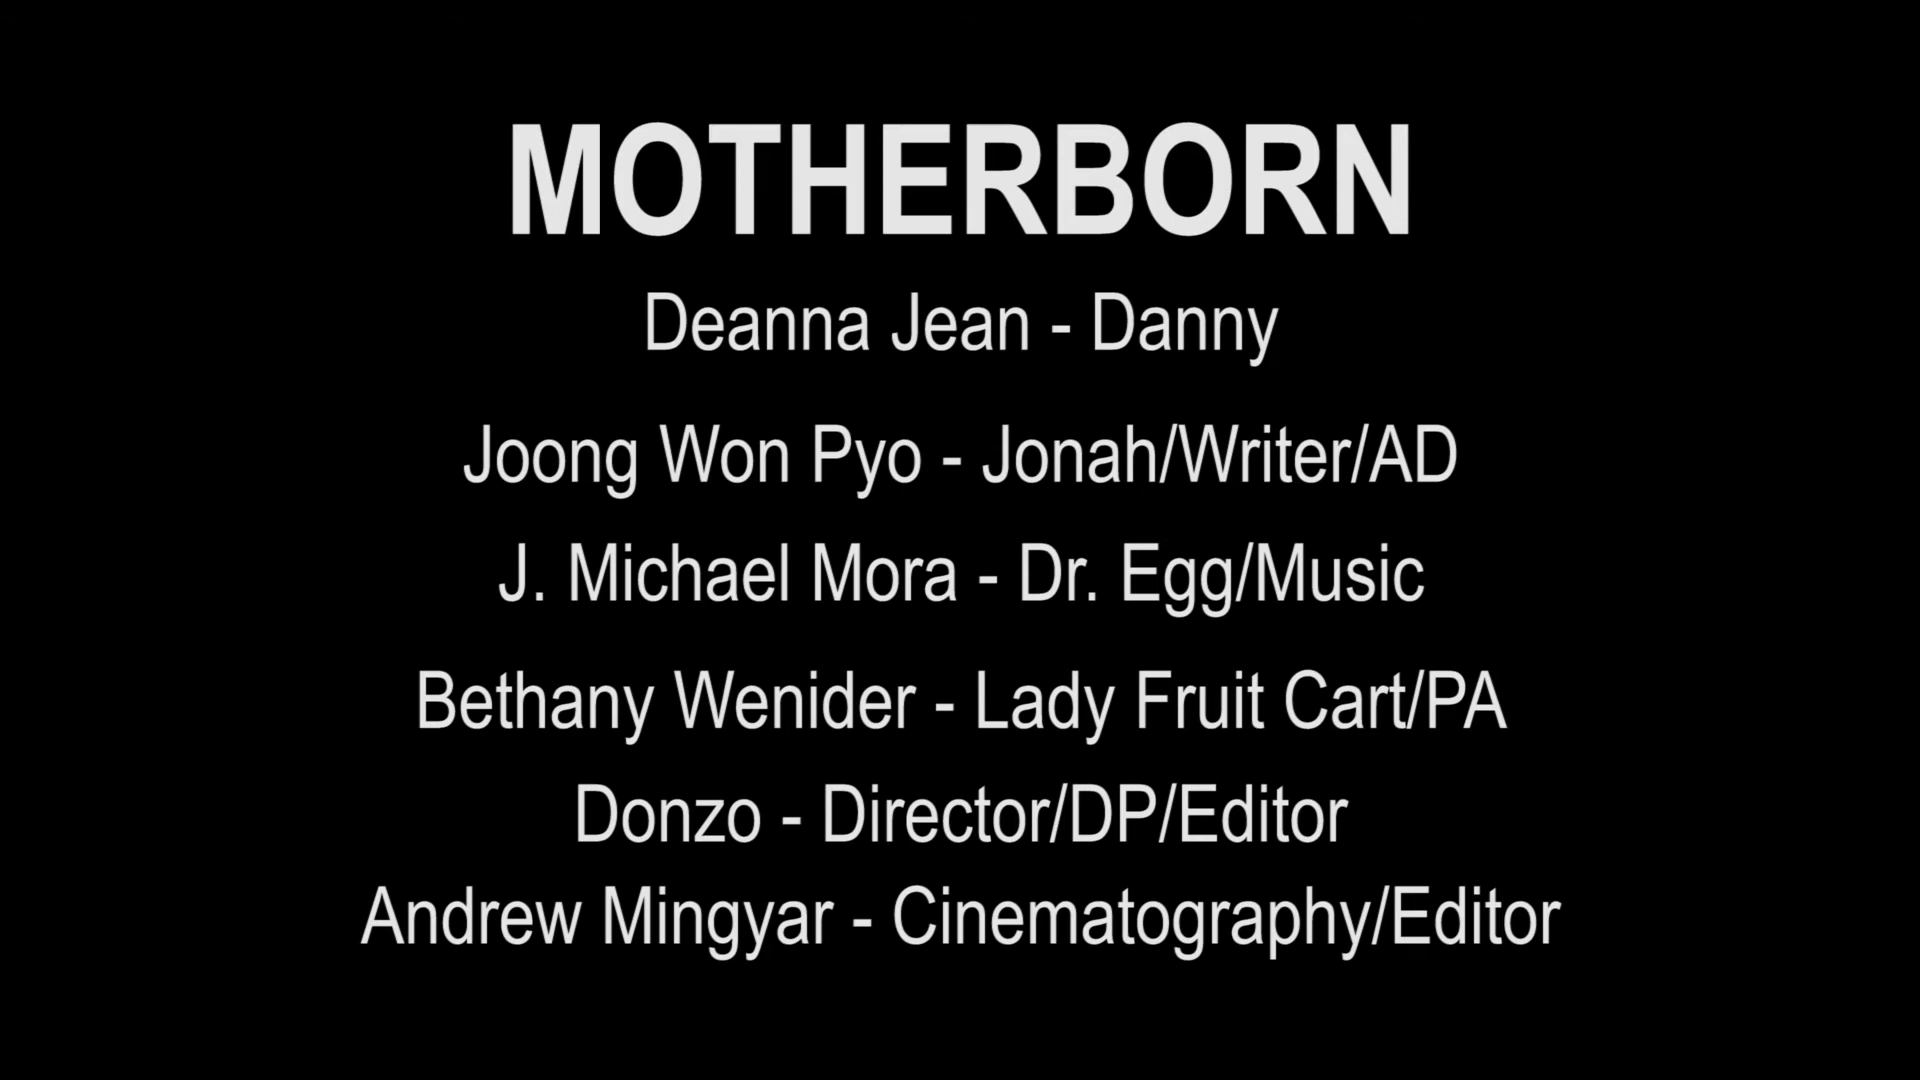 MOTHERBORN
Deanna Jean - Danny
Joong Won Pyo - Jonah/Writer/AD
J. Michael Mora - Dr. Egg/Music
Bethany Wenider - Lady Fruit Cart/PA
Donzo - Director/DP/Editor
Andrew Mingyar - Cinematography/Editor